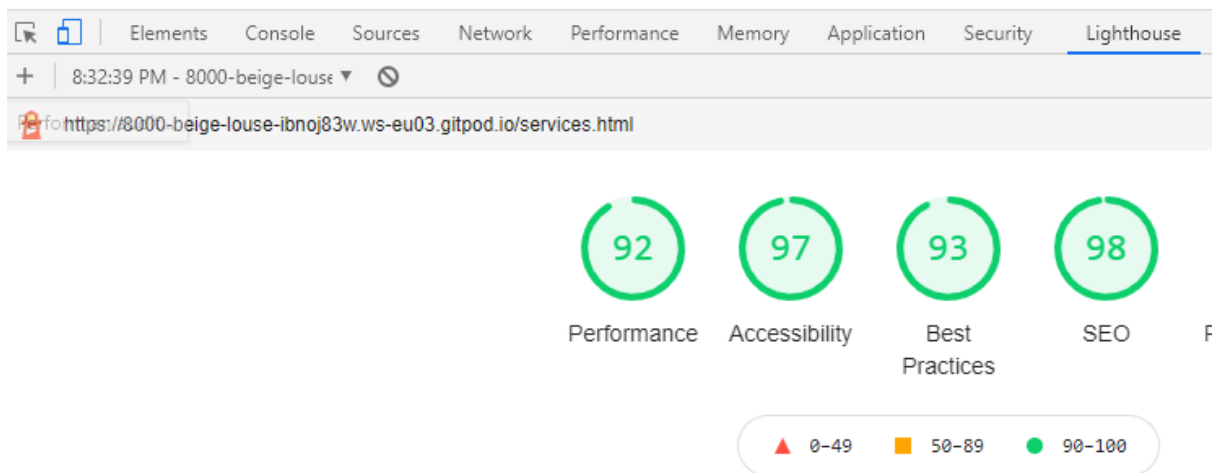 Elements Console Sources Network Performance Memory Application Security Lighthouse
8:32:39 PM - 8000-beige-louse
https://8000-beige-louse-ibnoj83w.ws-eu03.gitpod.io/services.html
92 97 93 98
Performance Accessibility Best Practices SEO
0–49 50–89 90–100